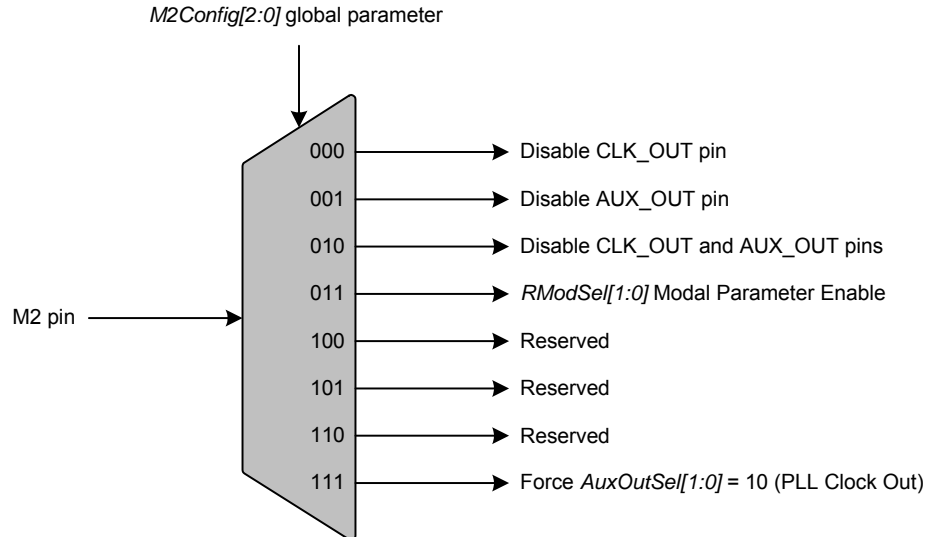 M2Config[2:0] global parameter
000 Disable CLK_OUT pin
001 Disable AUX_OUT pin
010 Disable CLK_OUT and AUX_OUT pins
011 RModSel[1:0] Modal Parameter Enable
M2 pin
100 Reserved
101 Reserved
110 Reserved
111 Force AuxOutSel[1:0] = 10 (PLL Clock Out)